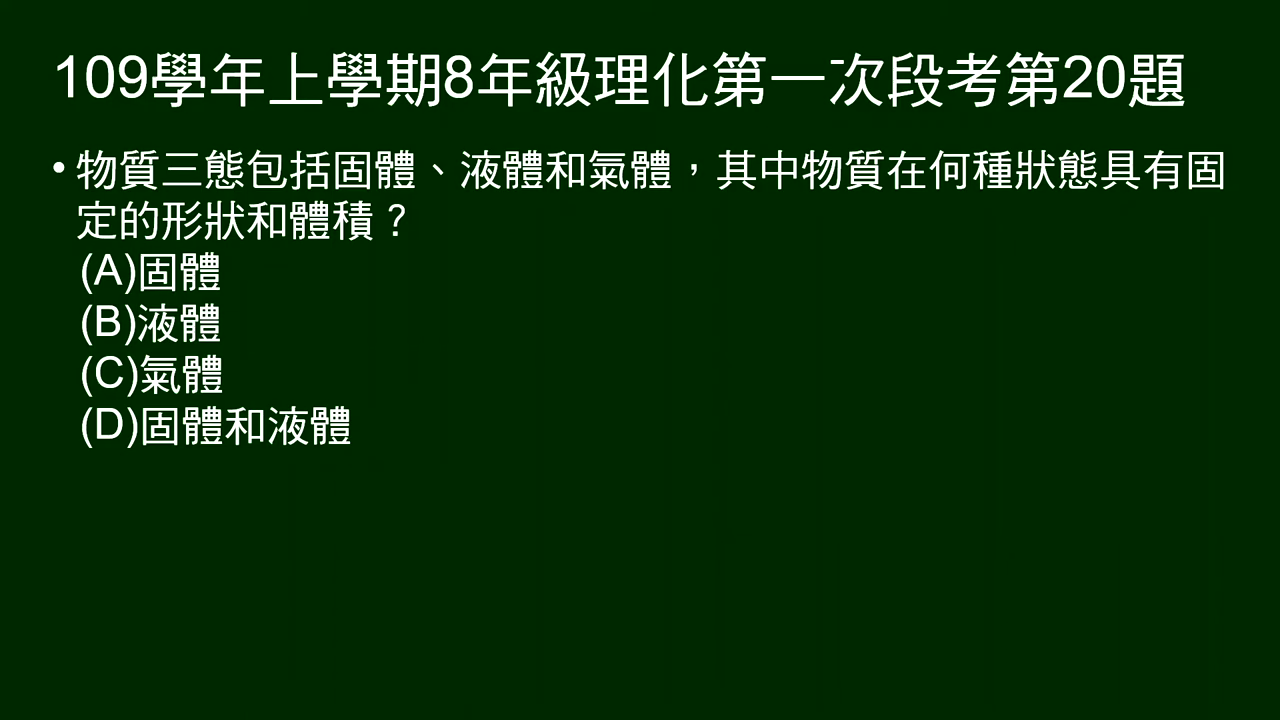 109學年上學期8年級理化第一次段考第20題
• 物質三態包括固體、液體和氣體，其中物質在何種狀態具有固
定的形狀和體積？
(A)固體
(B)液體
(C)氣體
(D)固體和液體